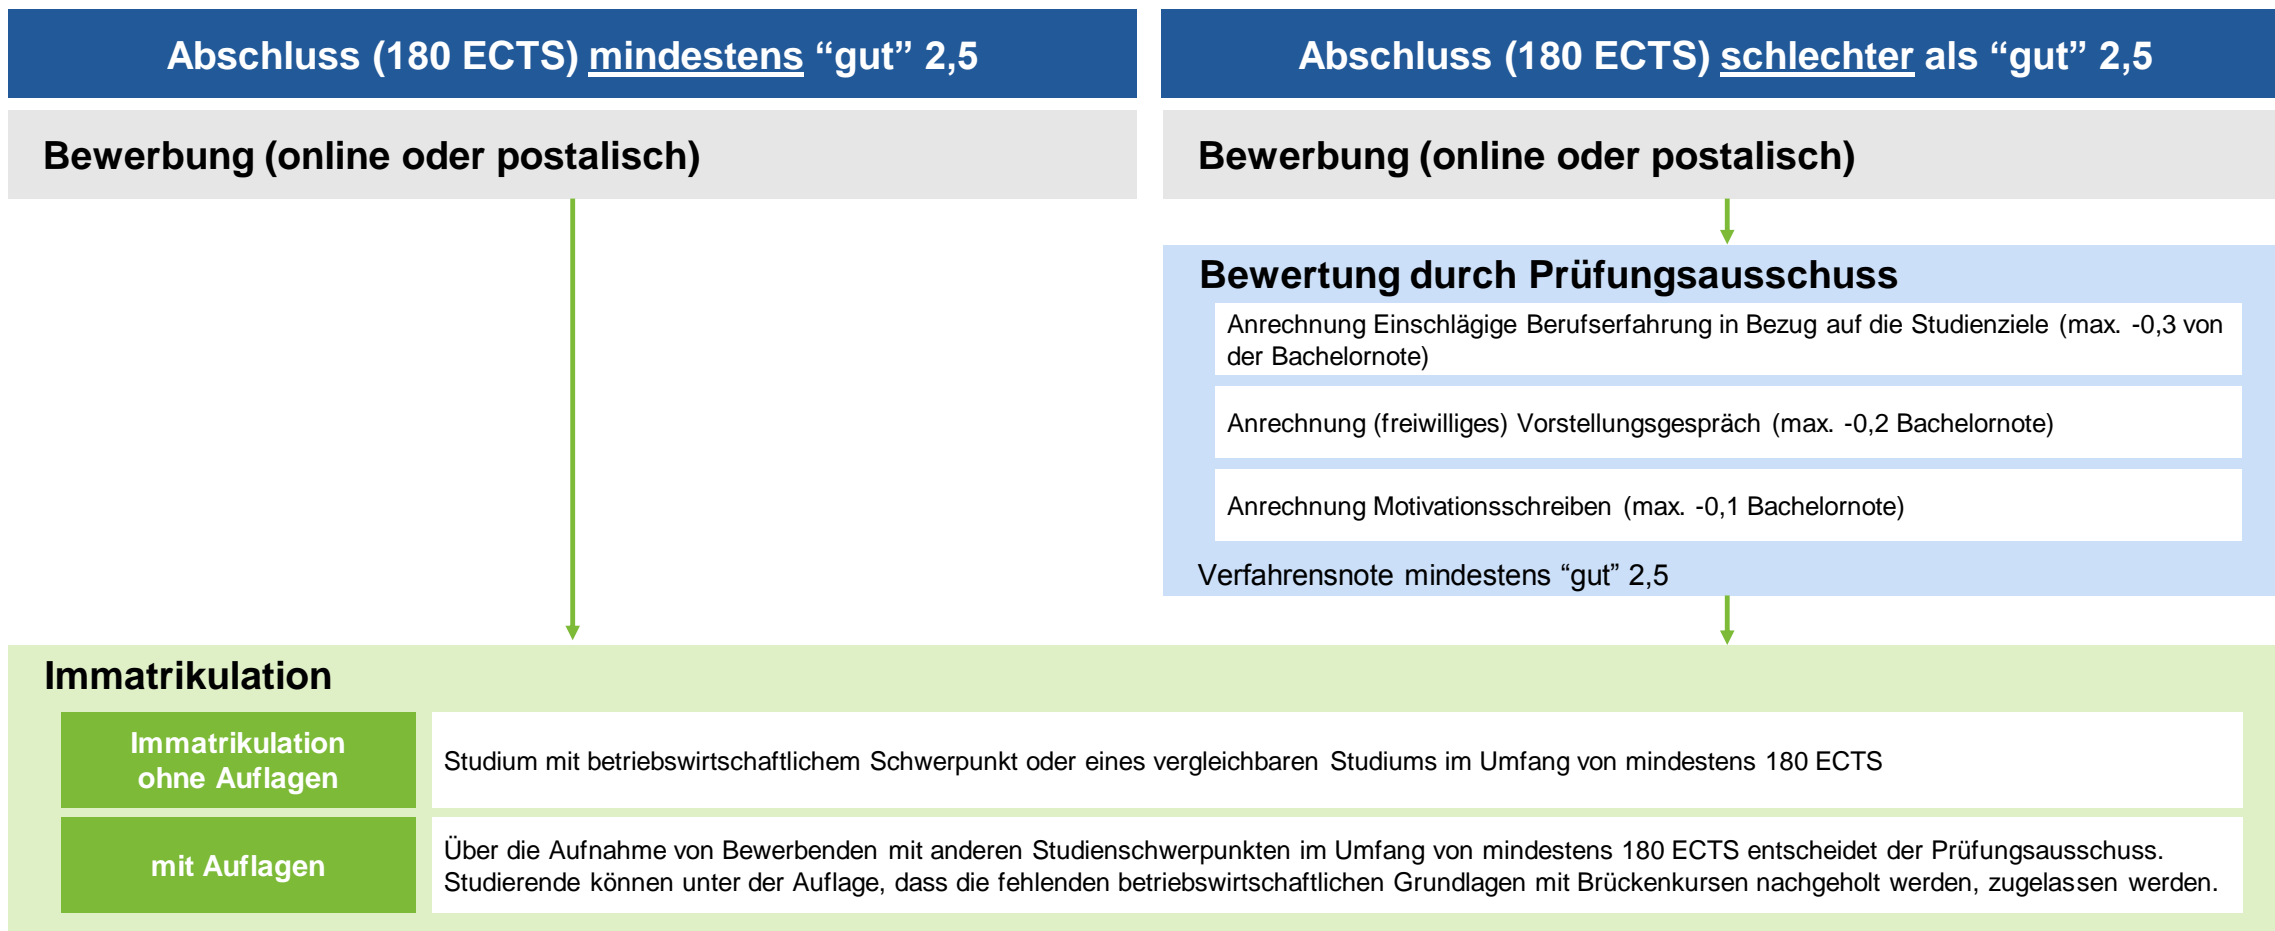 Abschluss (180 ECTS) mindestens “gut” 2,5
Abschluss (180 ECTS) schlechter als “gut” 2,5
Bewerbung (online oder postalisch)
Bewerbung (online oder postalisch)
Bewertung durch Prüfungsausschuss
Anrechnung Einschlägige Berufserfahrung in Bezug auf die Studienziele (max. -0,3 von
der Bachelornote)
Anrechnung (freiwilliges) Vorstellungsgespräch (max. -0,2 Bachelornote)
Anrechnung Motivationsschreiben (max. -0,1 Bachelornote)
Verfahrensnote mindestens “gut” 2,5
Immatrikulation
Immatrikulation
ohne Auflagen
Studium mit betriebswirtschaftlichem Schwerpunkt oder eines vergleichbaren Studiums im Umfang von mindestens 180 ECTS
mit Auflagen
Über die Aufnahme von Bewerbenden mit anderen Studienschwerpunkten im Umfang von mindestens 180 ECTS entscheidet der Prüfungsausschuss.
Studierende können unter der Auflage, dass die fehlenden betriebswirtschaftlichen Grundlagen mit Brückenkursen nachgeholt werden, zugelassen werden.